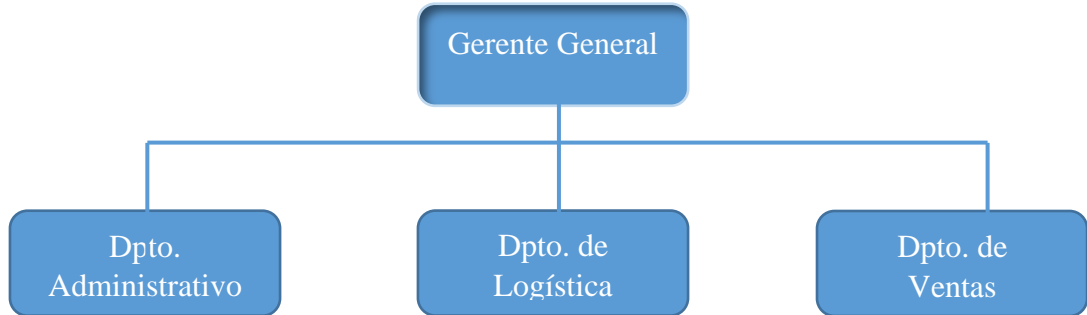 Gerente General
Dpto.
Administrativo
Dpto. de
Logística
Dpto. de
Ventas